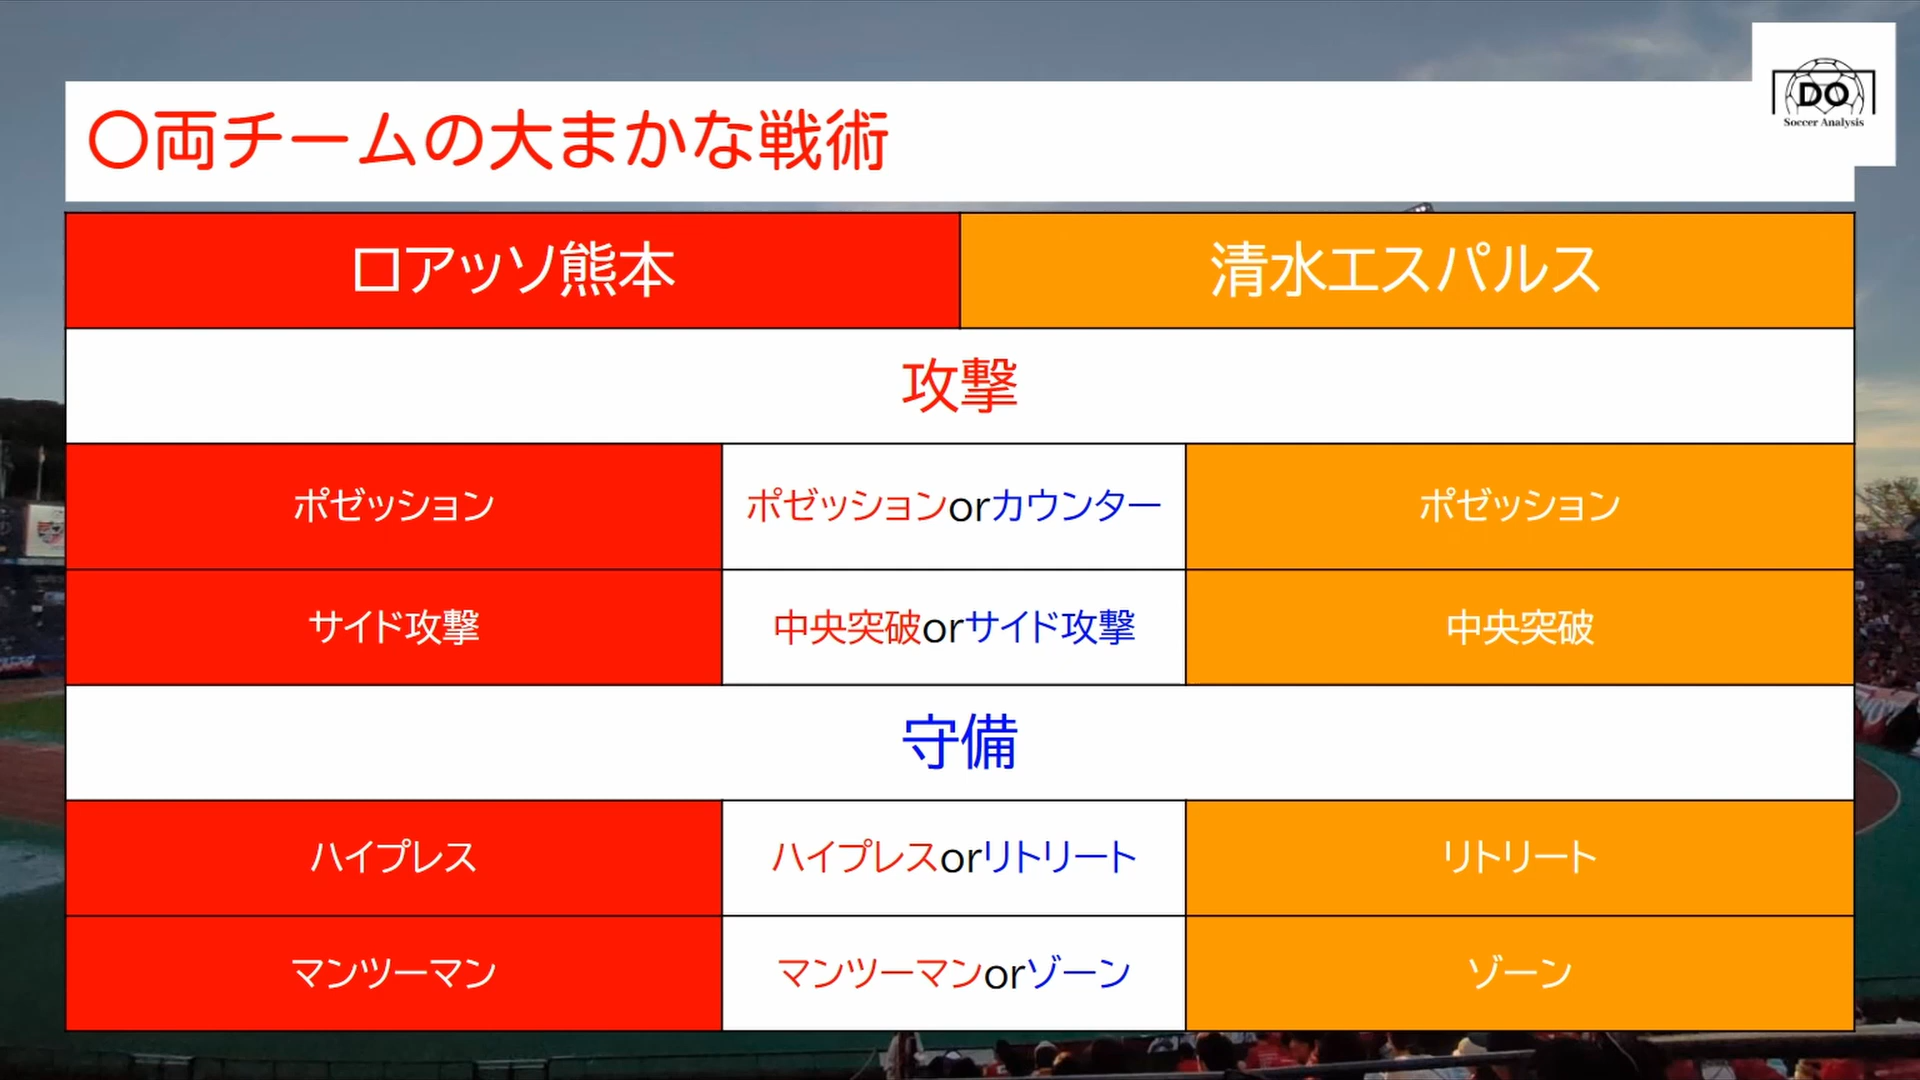 〇両チームの大まかな戦術
DO
Soccer Analysis
ロアッソ熊本
清水エスパルス
攻撃
ポゼッション
ポゼッションorカウンター
ポゼッション
サイド攻撃
中央突破orサイド攻撃
中央突破
守備
ハイプレス
ハイプレスorリトリート
リトリート
マンツーマン
マンツーマンorゾーン
ゾーン